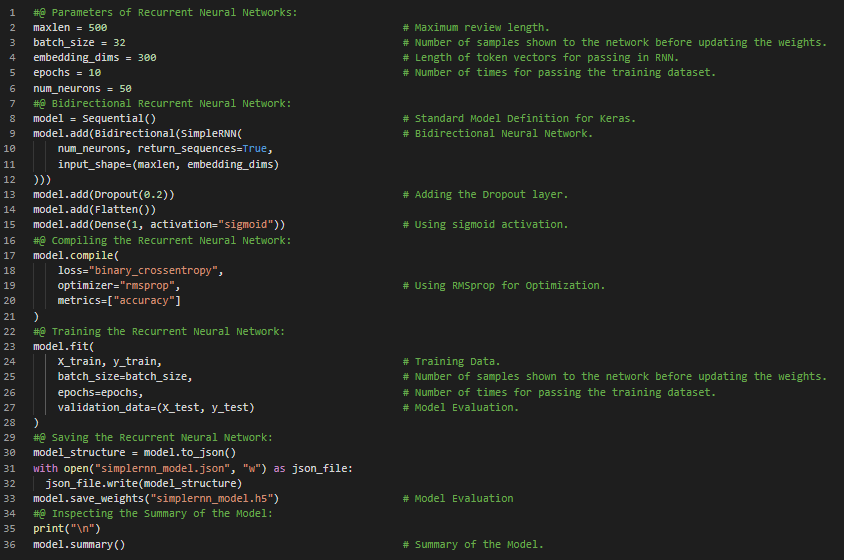 1 #@ Parameters of Recurrent Neural Networks:
2 maxlen = 500 # Maximum review length.
3 batch_size = 32 # Number of samples shown to the network before updating the weights.
4 embedding_dims = 300 # Length of token vectors for passing in RNN.
5 epochs = 10 # Number of times for passing the training dataset.
6 num_neurons = 50
7 #@ Bidirectional Recurrent Neural Network:
8 model = Sequential() # Standard Model Definition for Keras.
9 model.add(Bidirectional(SimpleRNN( # Bidirectional Neural Network.
10 num_neurons, return_sequences=True,
11 input_shape=(maxlen, embedding_dims)
12 )))
13 model.add(Dropout(0.2)) # Adding the Dropout layer.
14 model.add(Flatten())
15 model.add(Dense(1, activation="sigmoid")) # Using sigmoid activation.
16 #@ Compiling the Recurrent Neural Network:
17 model.compile(
18 loss="binary_crossentropy",
19 optimizer="rmsprop", # Using RMSprop for Optimization.
20 metrics=["accuracy"]
21 )
22 #@ Training the Recurrent Neural Network:
23 model.fit(
24 X_train, y_train, # Training Data.
25 batch_size=batch_size, # Number of samples shown to the network before updating the weights.
26 epochs=epochs, # Number of times for passing the training dataset.
27 validation_data=(X_test, y_test) # Model Evaluation.
28 )
29 #@ Saving the Recurrent Neural Network:
30 model_structure = model.to_json()
31 with open("simplernn_model.json", "w") as json_file:
32 json_file.write(model_structure)
33 model.save_weights("simplernn_model.h5") # Model Evaluation
34 #@ Inspecting the Summary of the Model:
35 print("\n")
36 model.summary() # Summary of the Model.